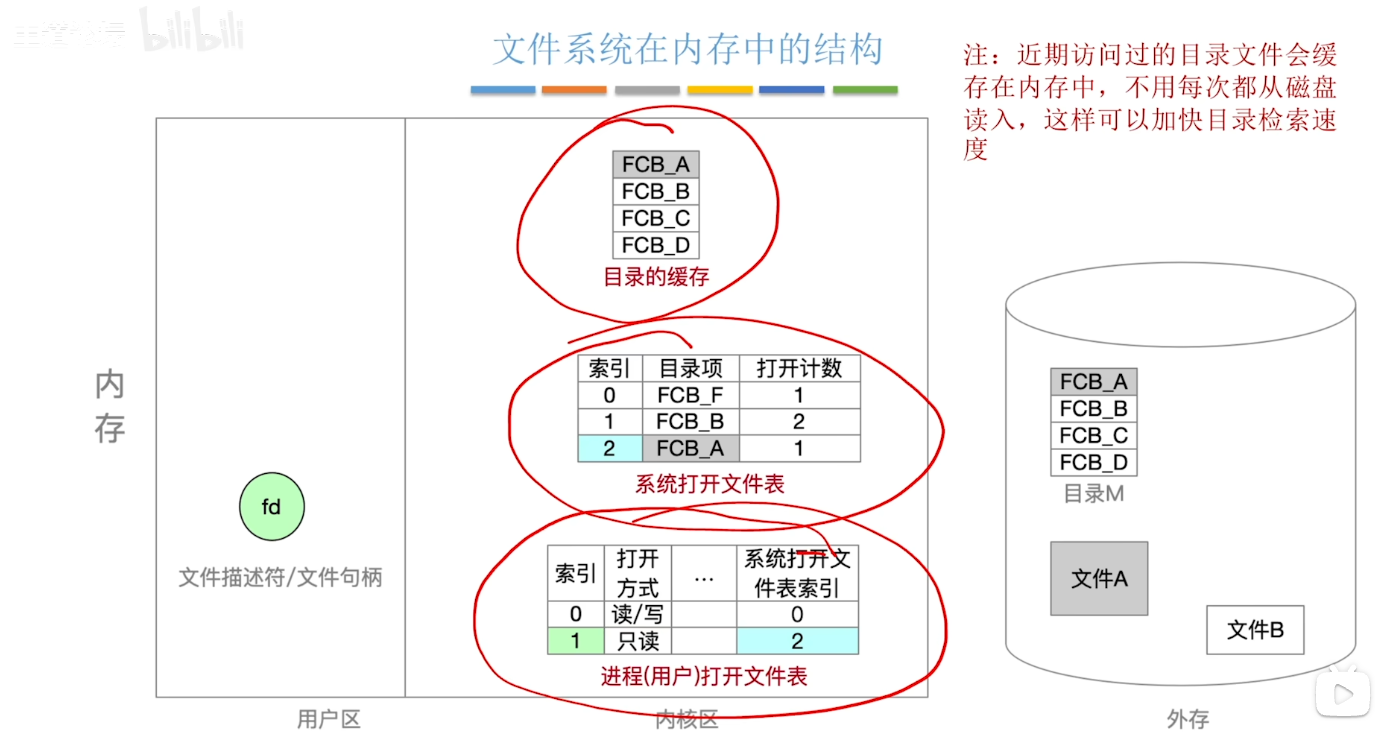 bilibili
文件系统在内存中的结构
注：近期访问过的目录文件会缓
存在内存中，不用每次都从磁盘
读入，这样可以加快目录检索速
度
FCB_A
FCB_B
FCB_C
FCB_D
目录的缓存
内
存
索引 目录项 打开计数
0 FCB_F 1
1 FCB_B 2
2 FCB_A 1
系统打开文件表
fd
文件描述符/文件句柄
索引 打开
方式 ... 系统打开文
件表索引
0 读/写 0
1 只读 2
进程(用户)打开文件表
FCB_A
FCB_B
FCB_C
FCB_D
目录M
文件A
文件B
用户区
内核区
外存